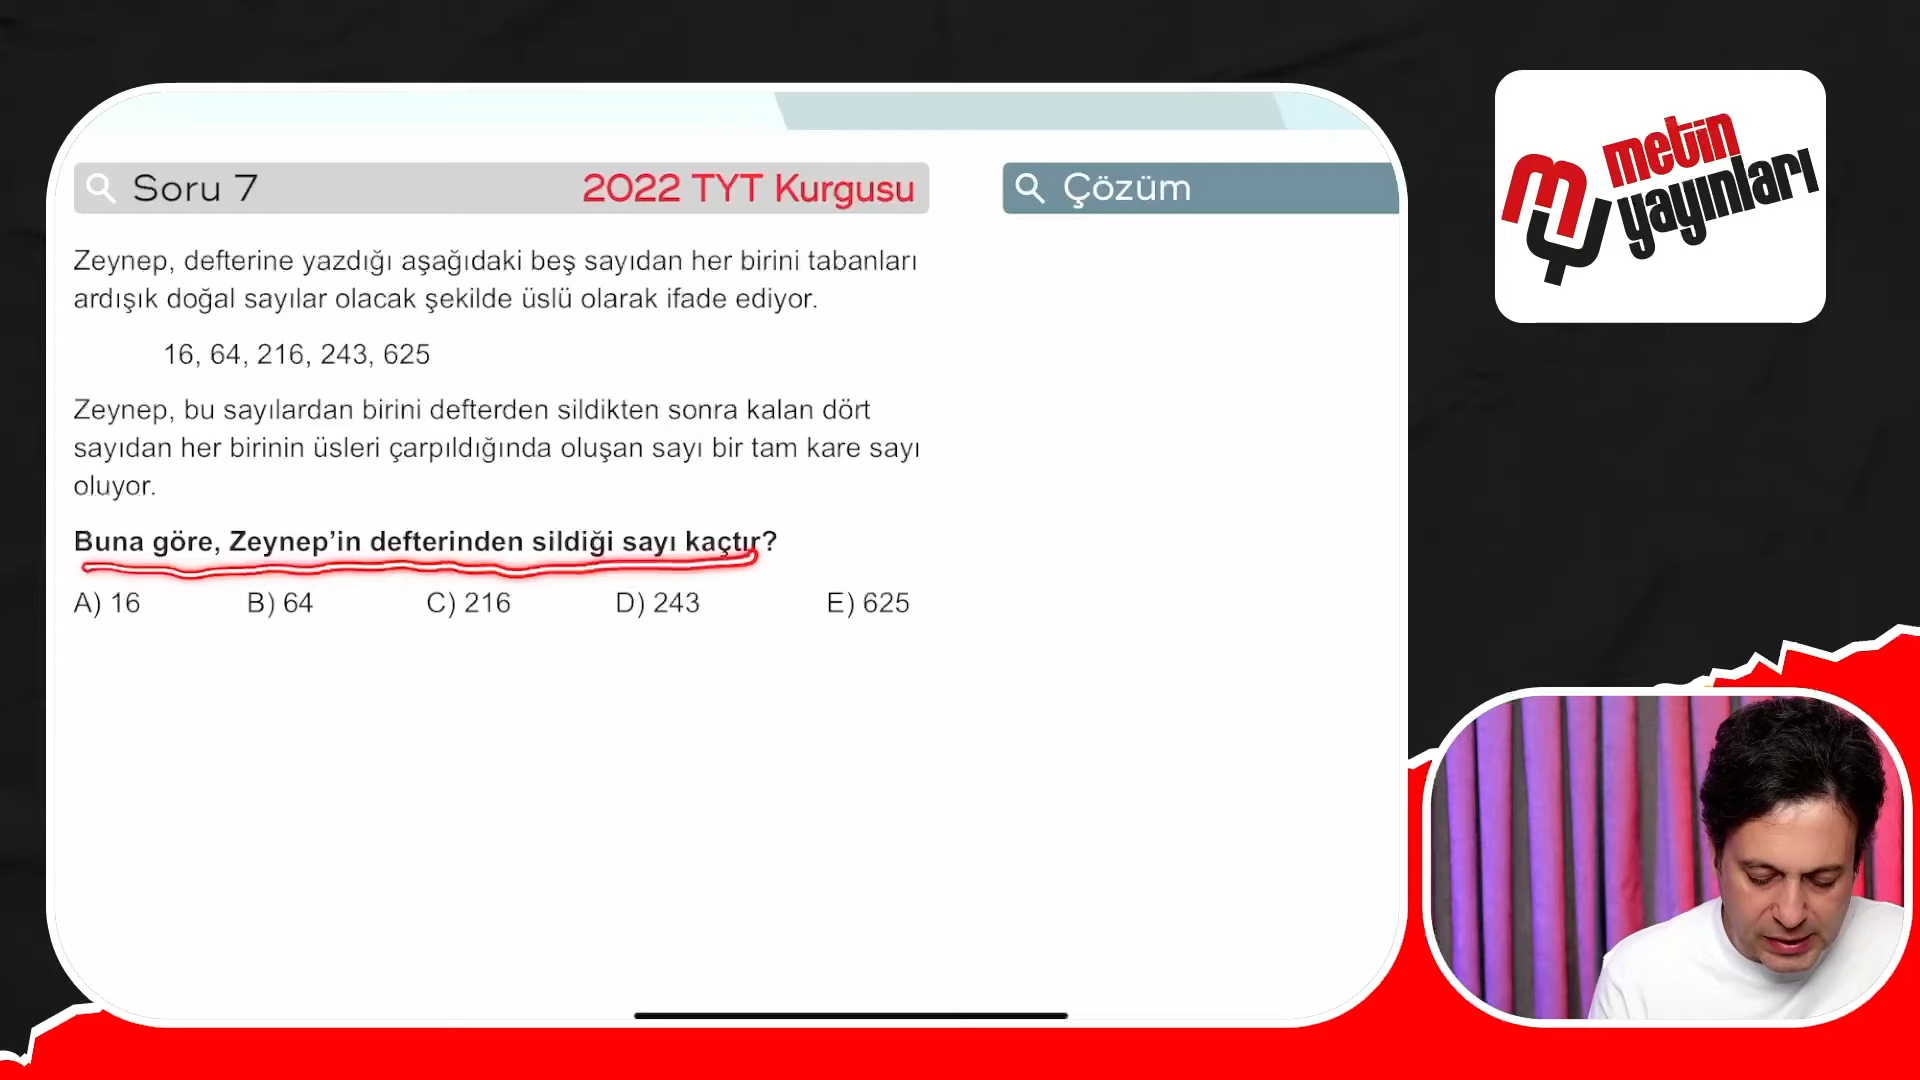 Soru 7
2022 TYT Kurgusu
Zeynep, defterine yazdığı aşağıdaki beş sayıdan her birini tabanları
ardışık doğal sayılar olacak şekilde üslü olarak ifade ediyor.
16, 64, 216, 243, 625
Zeynep, bu sayılardan birini defterden sildikten sonra kalan dört
sayıdan her birinin üsleri çarpıldığında oluşan sayı bir tam kare sayı
oluyor.
Buna göre, Zeynep’in defterinden sildiği sayı kaçtır?
A) 16 B) 64 C) 216 D) 243 E) 625
Çözüm
metin
yayınları